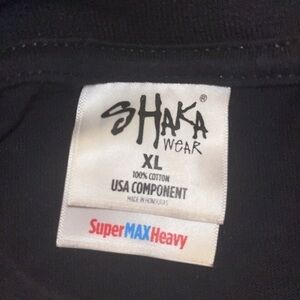 SHAKA®
WEAR
XL
100% COTTON
USA COMPONENT
MADE IN HONDURAS
SuperMAXHeavy